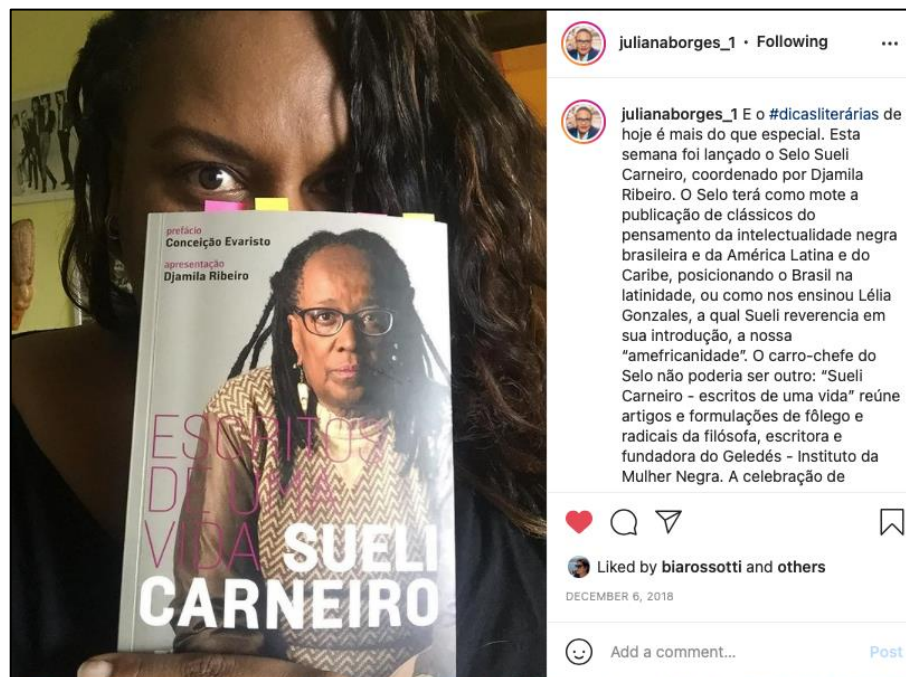 prefácio
Conceição Evaristo
apresentação
Djamila Ribeiro
ESCRITOS
DE UMA
VIDA SUELI
CARNEIRO
julianaborges_1 • Following
julianaborges_1 E o #dicasliterárias de
hoje é mais do que especial. Esta
semana foi lançado o Selo Sueli
Carneiro, coordenado por Djamila
Ribeiro. O Selo terá como mote a
publicação de clássicos do
pensamento da intelectualidade negra
brasileira e da América Latina e do
Caribe, posicionando o Brasil na
latinidade, ou como nos ensinou Lélia
Gonzales, a qual Sueli reverencia em
sua introdução, a nossa
“amefricanidade”. O carro-chefe do
Selo não poderia ser outro: “Sueli
Carneiro - escritos de uma vida” reúne
artigos e formulações de fôlego e
radicais da filósofa, escritora e
fundadora do Geledés - Instituto da
Mulher Negra. A celebração de
Liked by biarossotti and others
DECEMBER 6, 2018
Add a comment...
Post